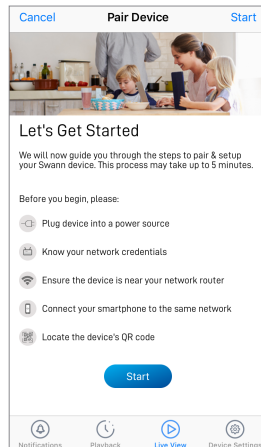 Cancel Pair Device Start
Let's Get Started
We will now guide you through the steps to pair & setup
your Swann device. This process may take up to 5 minutes.
Before you begin, please:
Plug device into a power source
Know your network credentials
Ensure the device is near your network router
Connect your smartphone to the same network
Locate the device's QR code
Start
Notifications Playback Live View Device Settings